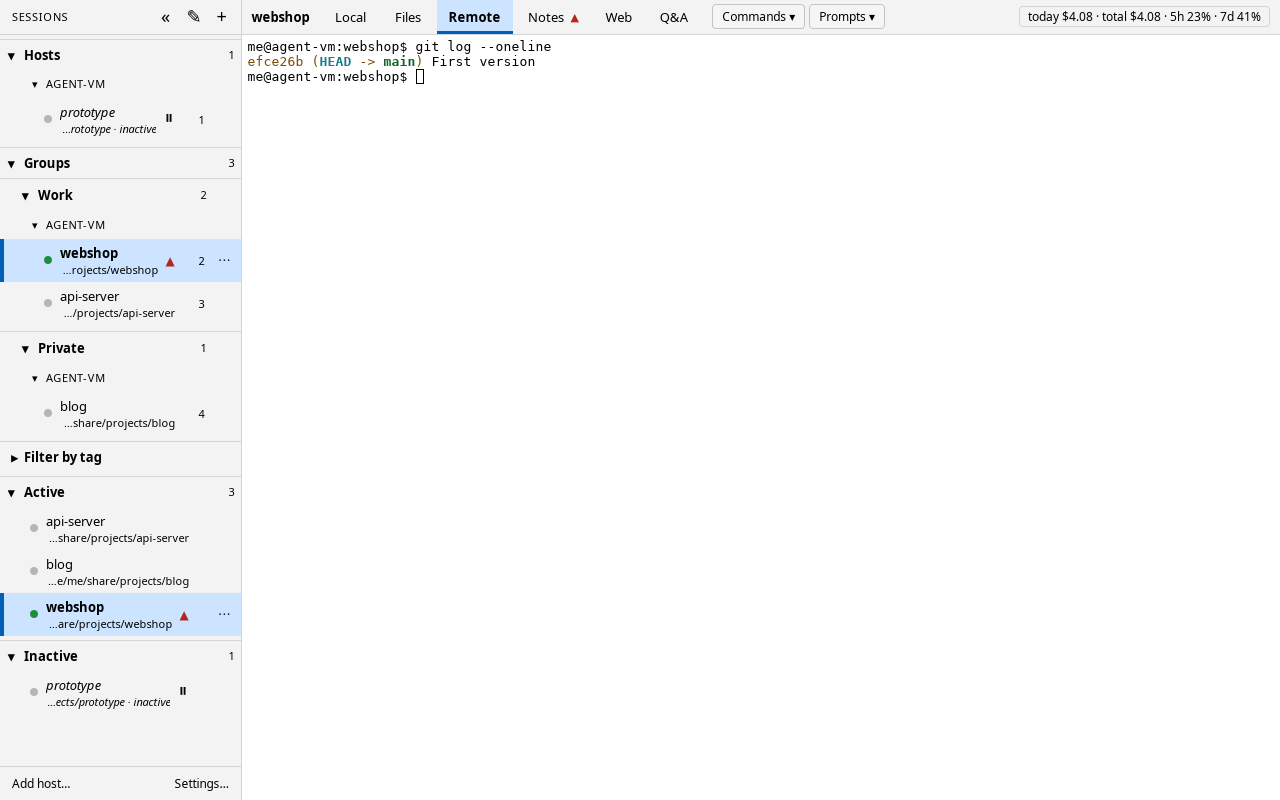 SESSIONS « ✎ +
▼ Hosts 1
▼ AGENT-VM
prototype ⏸ 1
...rototype · inactive
▼ Groups 3
▼ Work 2
▼ AGENT-VM
webshop ▲ 2 ...
...rojects/webshop
api-server 3
.../projects/api-server
▼ Private 1
▼ AGENT-VM
blog 4
...share/projects/blog
▶ Filter by tag
▼ Active 3
api-server
...share/projects/api-server
blog
...e/me/share/projects/blog
webshop ▲ ...
...are/projects/webshop
▼ Inactive 1
prototype ⏸
...ects/prototype · inactive
Add host... Settings...
webshop Local Files Remote Notes ▲ Web Q&A Commands ▾ Prompts ▾ today $4.08 · total $4.08 · 5h 23% · 7d 41%
me@agent-vm:webshop$ git log --oneline
efce26b (HEAD -> main) First version
me@agent-vm:webshop$